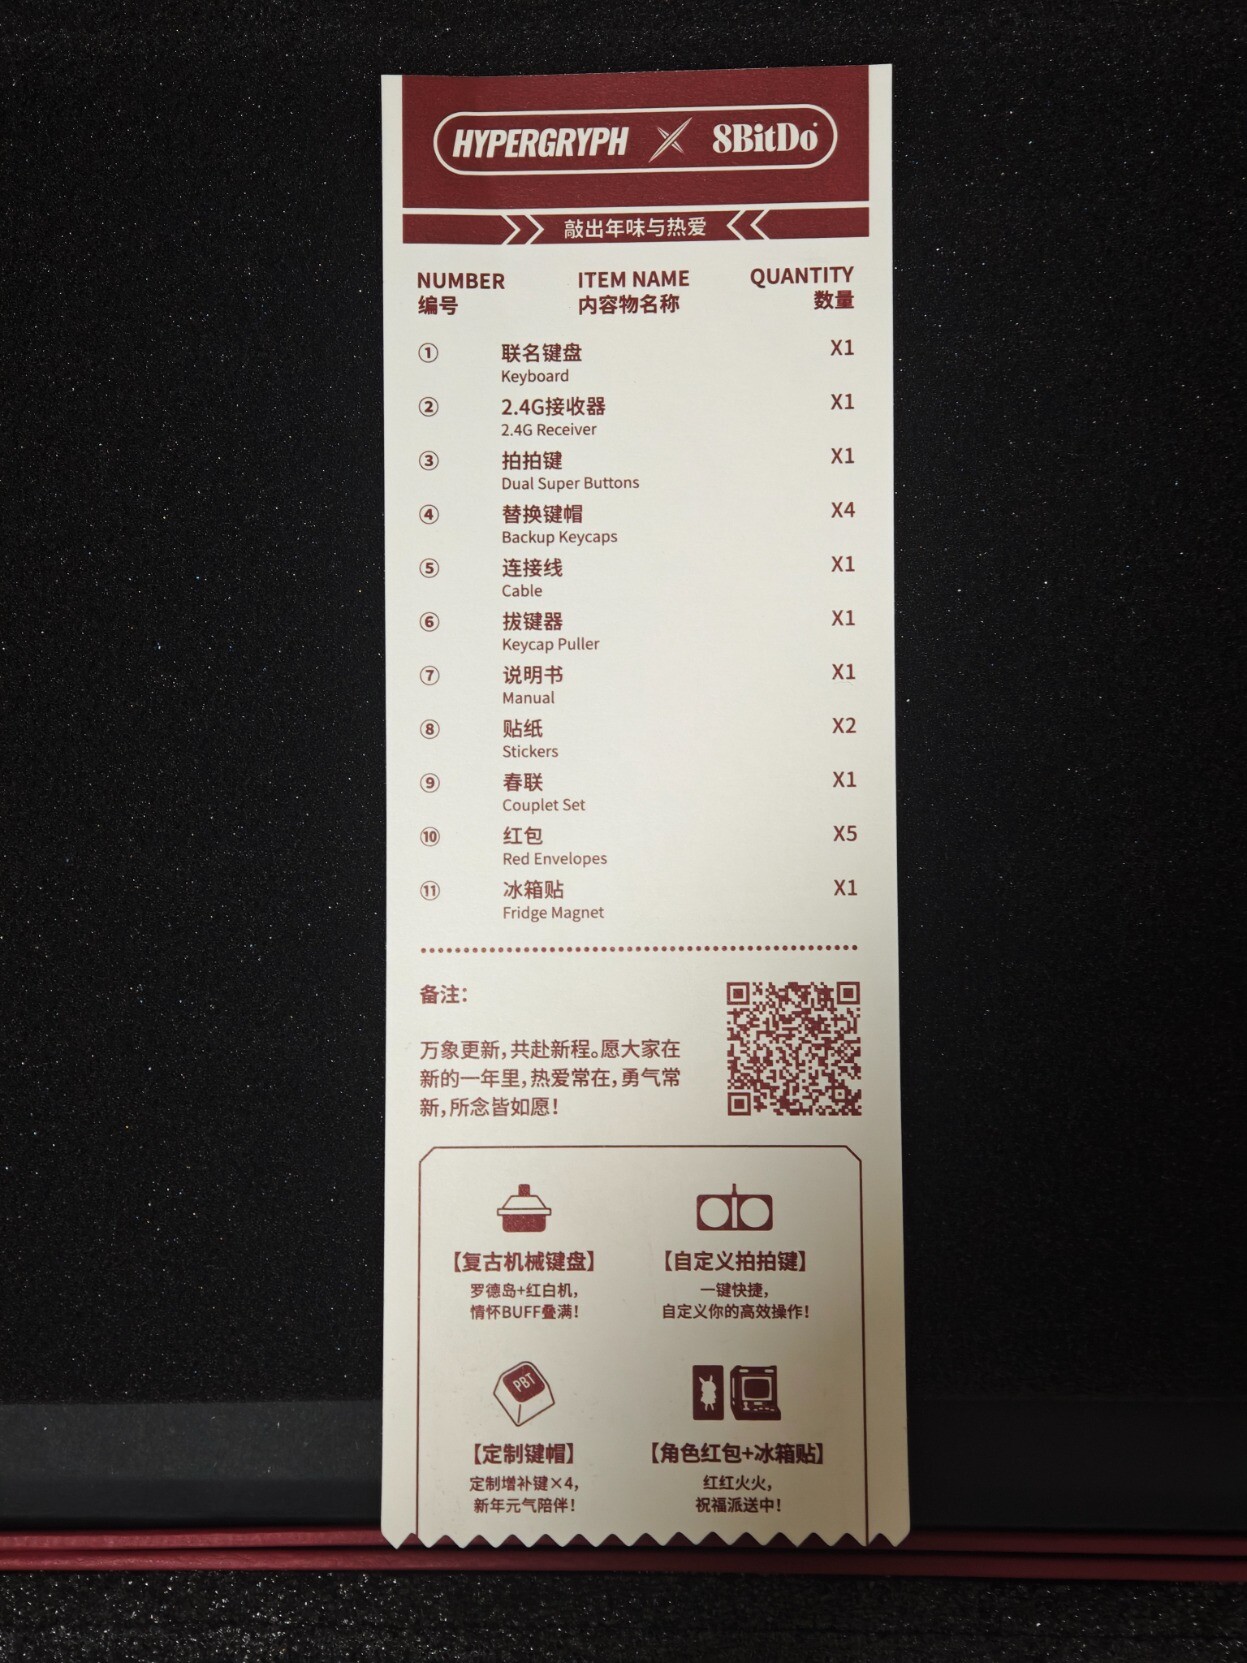 HYPERGRYPH X 8BitDo
敲出年味与热爱
NUMBER ITEM NAME QUANTITY
编号 内容物名称 数量
① 联名键盘 X1
Keyboard
② 2.4G接收器 X1
2.4G Receiver
③ 拍拍键 X1
Dual Super Buttons
④ 替换键帽 X4
Backup Keycaps
⑤ 连接线 X1
Cable
⑥ 拔键器 X1
Keycap Puller
⑦ 说明书 X1
Manual
⑧ 贴纸 X2
Stickers
⑨ 春联 X1
Couplet Set
⑩ 红包 X5
Red Envelopes
⑪ 冰箱贴 X1
Fridge Magnet
备注：
万象更新，共赴新程。愿大家在
新的一年里，热爱常在，勇气常
新，所念皆如愿！
【复古机械键盘】
罗德岛+红白机，
情怀BUFF叠满！
【自定义拍拍键】
一键快捷，
自定义你的高效操作！
PBT
【定制键帽】
定制增补键×4，
新年元气陪伴！
【角色红包+冰箱贴】
红红火火，
祝福派送中！